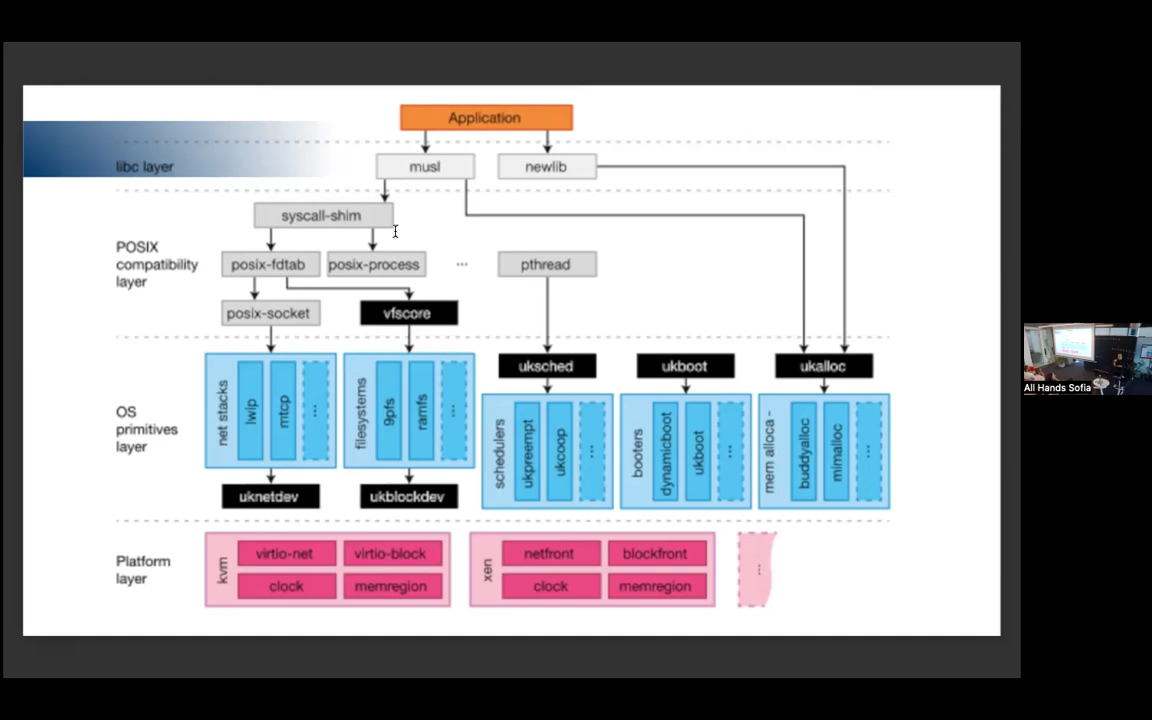 Application
libc layer
musl
newlib
syscall-shim
POSIX
compatibility
layer
posix-fdtab
posix-process
...
pthread
posix-socket
vfscore
OS
primitives
layer
net stacks
lwip
mtcp
...
filesystems
9pfs
ramfs
...
uksched
ukboot
ukalloc
schedulers
ukpreempt
ukcoop
...
booters
dynamicboot
ukboot
...
mem alloca -
buddyalloc
mimalloc
...
uknetdev
ukblockdev
Platform
layer
kvm
virtio-net
virtio-block
clock
memregion
xen
netfront
blockfront
clock
memregion
...
All Hands Sofia